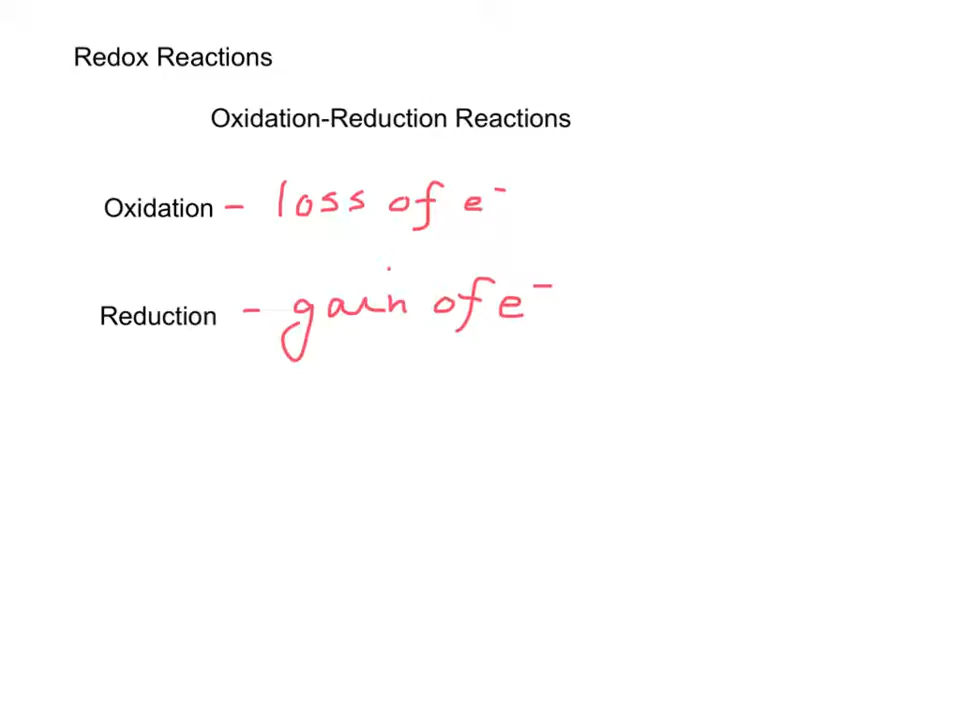 Redox Reactions
Oxidation-Reduction Reactions
Oxidation - loss of e⁻
Reduction - gain of e⁻